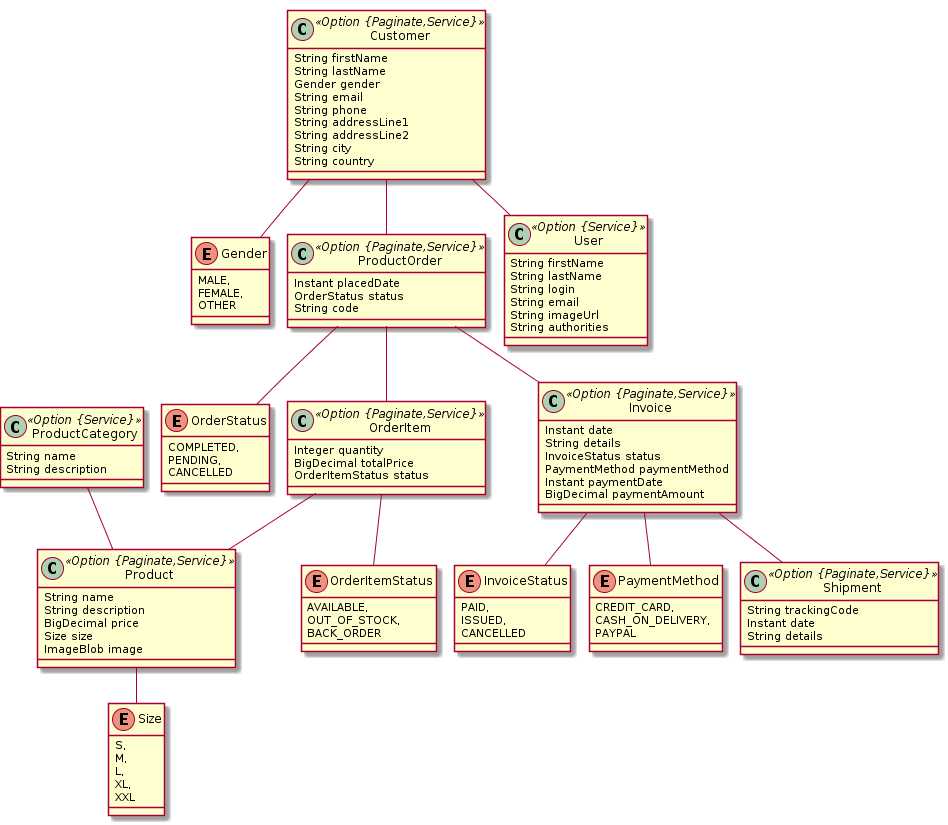 C «Option {Paginate,Service}»
Customer
String firstName
String lastName
Gender gender
String email
String phone
String addressLine1
String addressLine2
String city
String country
E Gender
MALE,
FEMALE,
OTHER
C «Option {Paginate,Service}»
ProductOrder
Instant placedDate
OrderStatus status
String code
C «Option {Service}»
User
String firstName
String lastName
String login
String email
String imageUrl
String authorities
C «Option {Service}»
ProductCategory
String name
String description
E OrderStatus
COMPLETED,
PENDING,
CANCELLED
C «Option {Paginate,Service}»
OrderItem
Integer quantity
BigDecimal totalPrice
OrderItemStatus status
C «Option {Paginate,Service}»
Invoice
Instant date
String details
InvoiceStatus status
PaymentMethod paymentMethod
Instant paymentDate
BigDecimal paymentAmount
C «Option {Paginate,Service}»
Product
String name
String description
BigDecimal price
Size size
ImageBlob image
E OrderItemStatus
AVAILABLE,
OUT_OF_STOCK,
BACK_ORDER
E InvoiceStatus
PAID,
ISSUED,
CANCELLED
E PaymentMethod
CREDIT_CARD,
CASH_ON_DELIVERY,
PAYPAL
C «Option {Paginate,Service}»
Shipment
String trackingCode
Instant date
String details
E Size
S,
M,
L,
XL,
XXL